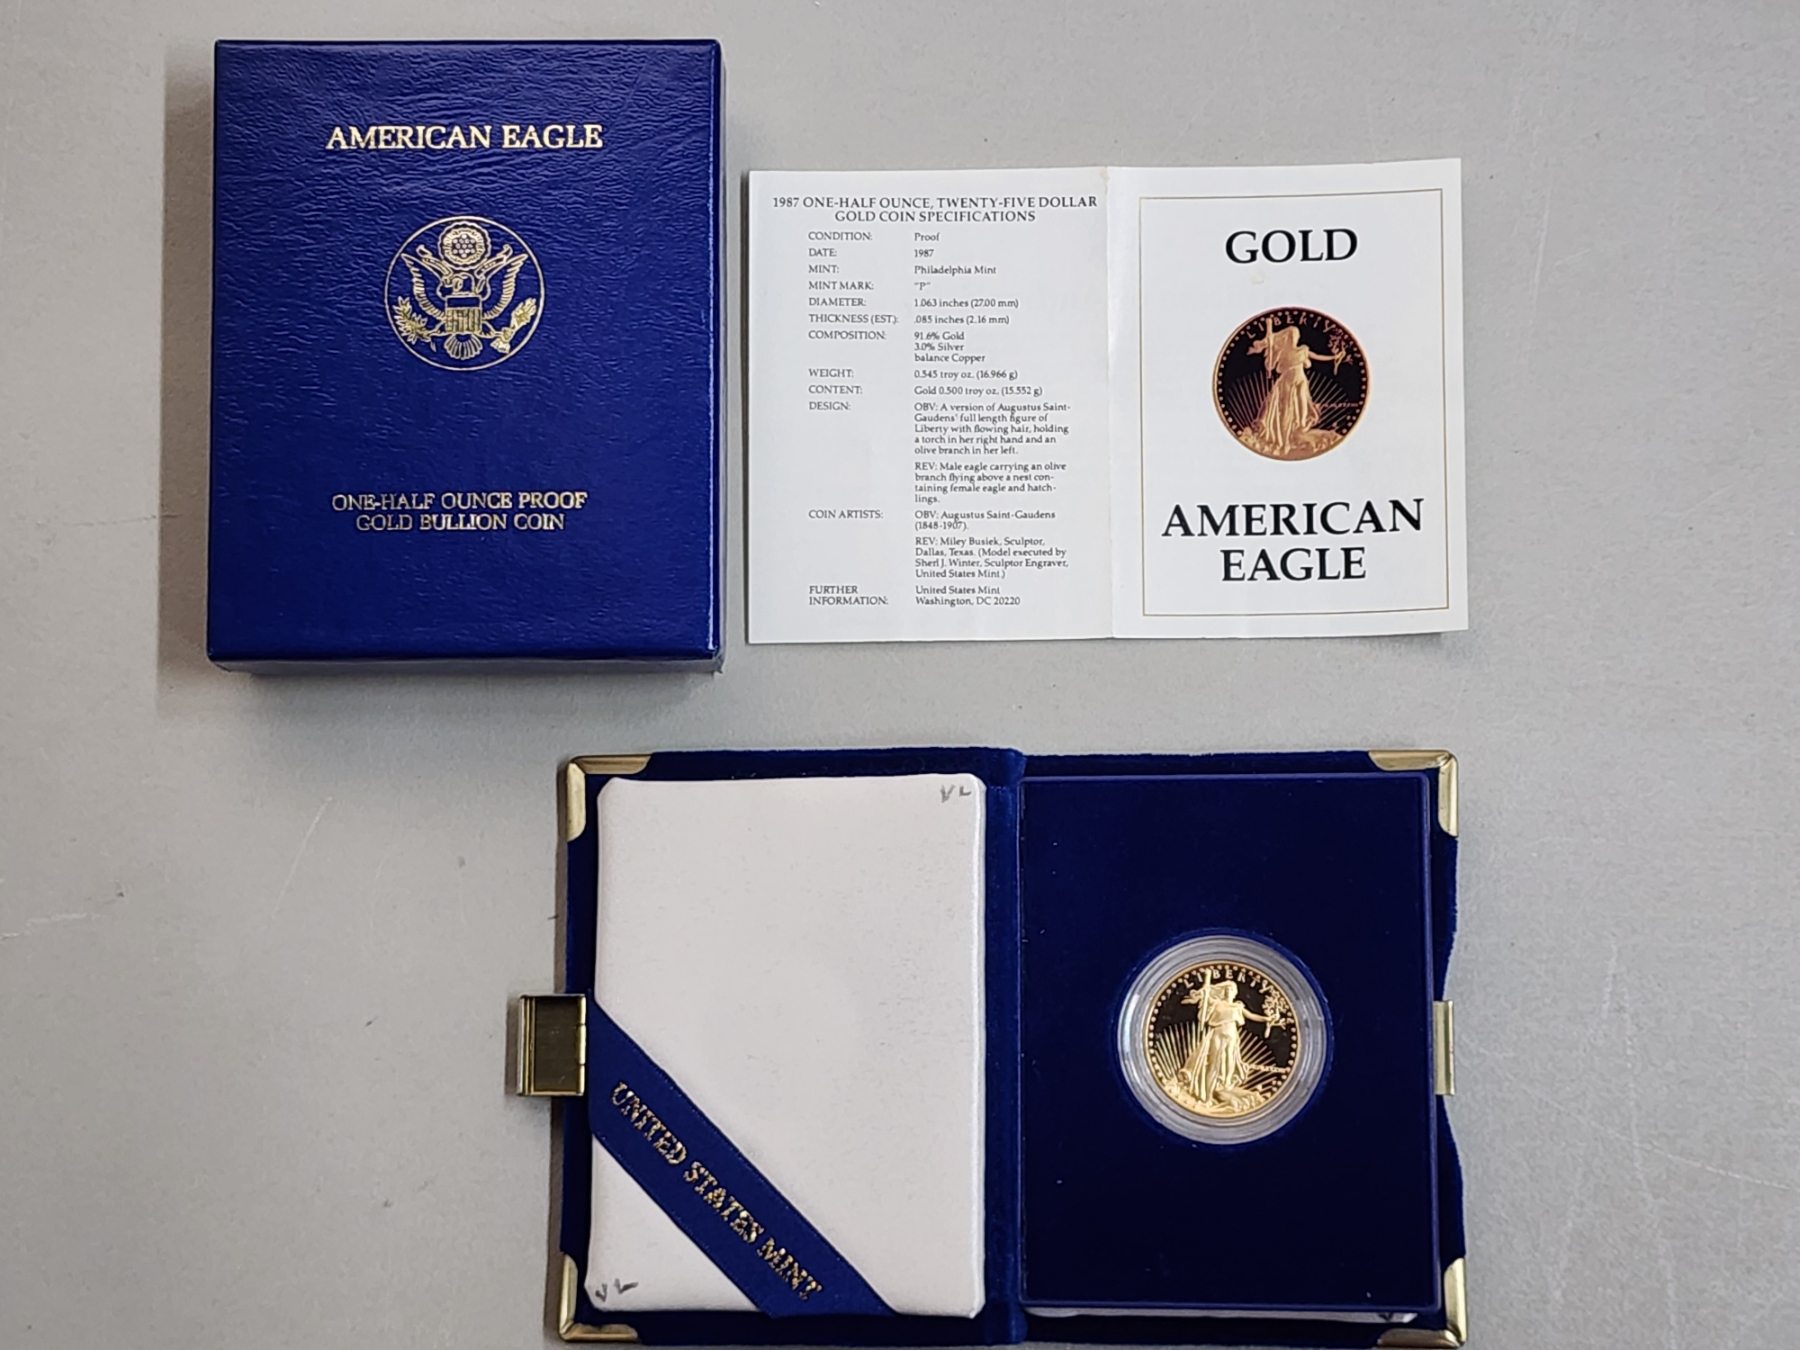 AMERICAN EAGLE
ONE-HALF OUNCE PROOF
GOLD BULLION COIN
1987 ONE-HALF OUNCE, TWENTY-FIVE DOLLAR
GOLD COIN SPECIFICATIONS
CONDITION: Proof
DATE: 1987
MINT: Philadelphia Mint
MINT MARK: "P"
DIAMETER: 1.063 inches (27.00 mm)
THICKNESS (EST.): .085 inches (2.16 mm)
COMPOSITION: 91.6% Gold
3.0% Silver
balance Copper
WEIGHT: 0.545 troy oz. (16.966 g)
CONTENT: Gold 0.500 troy oz. (15.552 g)
DESIGN: OBV: A version of Augustus Saint-
Gaudens' full length figure of
Liberty with flowing hair, holding
a torch in her right hand and an
olive branch in her left.
REV: Male eagle carrying an olive
branch flying above a nest con-
taining female eagle and hatch-
lings.
COIN ARTISTS: OBV: Augustus Saint-Gaudens
(1848-1907).
REV: Miley Busiek, Sculptor,
Dallas, Texas. (Model executed by
Sherl J. Winter, Sculptor Engraver,
United States Mint.)
FURTHER United States Mint
INFORMATION: Washington, DC 20220
GOLD
LIBERTY
AMERICAN
EAGLE
VL
UNITED STATES MINT
VL
LIBERTY